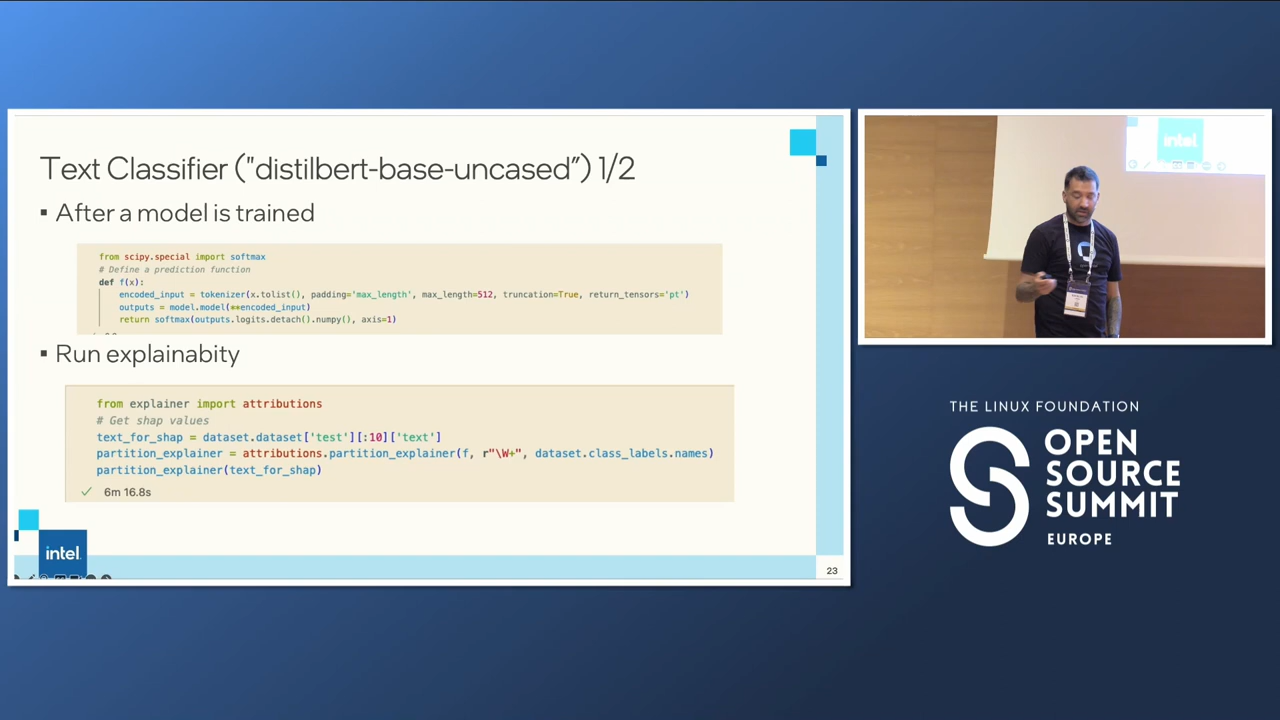 Text Classifier ("distilbert-base-uncased”) 1/2
▪ After a model is trained
from scipy.special import softmax
# Define a prediction function
def f(x):
encoded_input = tokenizer(x.tolist(), padding='max_length', max_length=512, truncation=True, return_tensors='pt')
outputs = model.model(**encoded_input)
return softmax(outputs.logits.detach().numpy(), axis=1)
▪ Run explainabity
from explainer import attributions
# Get shap values
text_for_shap = dataset.dataset['test'][:10]['text']
partition_explainer = attributions.partition_explainer(f, r"\W+", dataset.class_labels.names)
partition_explainer(text_for_shap)
✓ 6m 16.8s
intel
23
intel
THE LINUX FOUNDATION
OPEN
SOURCE
SUMMIT
EUROPE